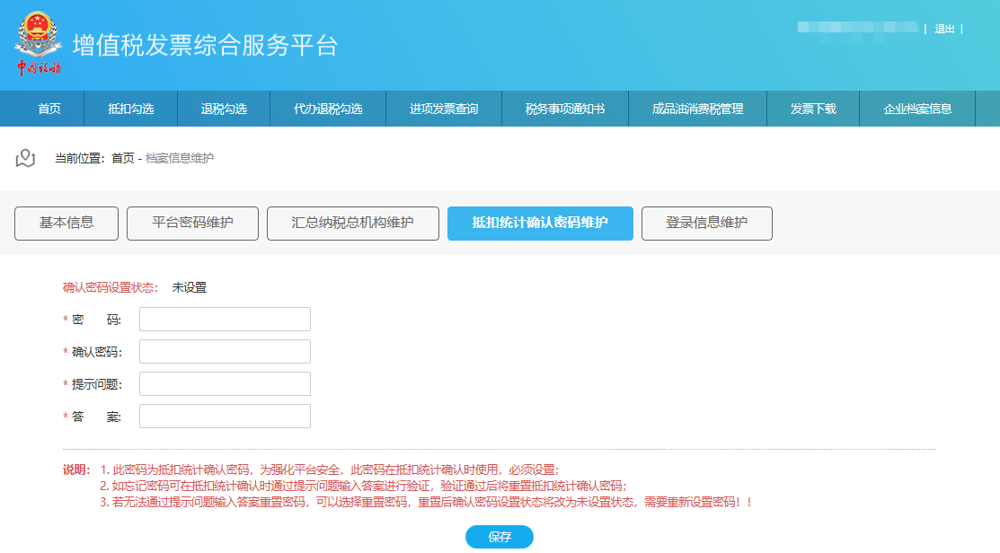 中国税务
增值税发票综合服务平台
| 退出 |
首页 抵扣勾选 退税勾选 代办退税勾选 进项发票查询 税务事项通知书 成品油消费税管理 发票下载 企业档案信息
当前位置：首页 - 档案信息维护
基本信息 平台密码维护 汇总纳税总机构维护 抵扣统计确认密码维护 登录信息维护
确认密码设置状态： 未设置
* 密 码:
* 确认密码：
* 提示问题：
* 答 案:
说明： 1. 此密码为抵扣统计确认密码，为强化平台安全，此密码在抵扣统计确认时使用，必须设置；
2. 如忘记密码可在抵扣统计确认时通过提示问题输入答案进行验证，验证通过后将重置抵扣统计确认密码；
3. 若无法通过提示问题输入答案重置密码，可以选择重置密码，重置后确认密码设置状态将改为未设置状态，需要重新设置密码！！
保存